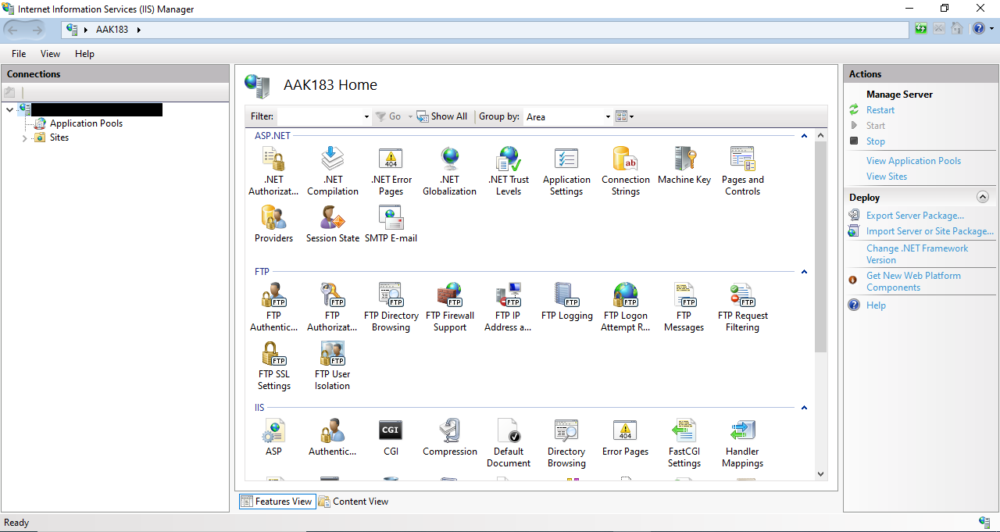 Internet Information Services (IIS) Manager
AAK183
File View Help
Connections
Application Pools
Sites
AAK183 Home
Filter: Go Show All Group by: Area
ASP.NET
.NET Authorizat...
.NET Compilation
.NET Error Pages
.NET Globalization
.NET Trust Levels
Application Settings
Connection Strings
Machine Key
Pages and Controls
Providers
Session State
SMTP E-mail
FTP
FTP Authentic...
FTP Authorizat...
FTP Directory Browsing
FTP Firewall Support
FTP IP Address a...
FTP Logging
FTP Logon Attempt R...
FTP Messages
FTP Request Filtering
FTP SSL Settings
FTP User Isolation
IIS
ASP
Authentic...
CGI
Compression
Default Document
Directory Browsing
Error Pages
FastCGI Settings
Handler Mappings
Features View
Content View
Actions
Manage Server
Restart
Start
Stop
View Application Pools
View Sites
Deploy
Export Server Package...
Import Server or Site Package...
Change .NET Framework
Version
Get New Web Platform
Components
Help
Ready